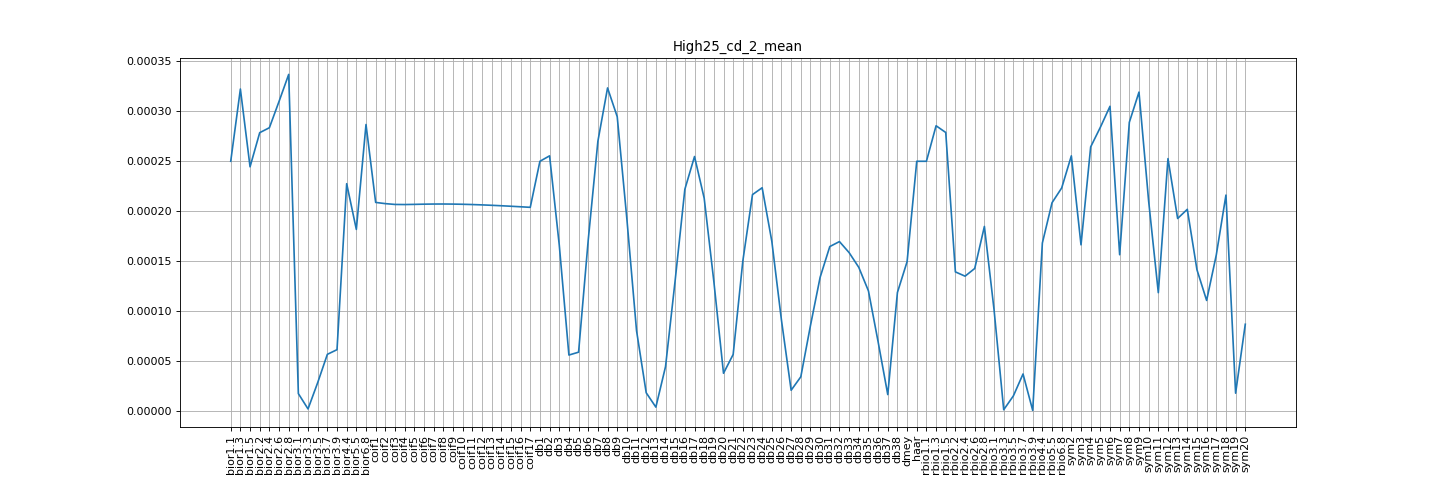 High25_cd_2_mean
0.00035
0.00030
0.00025
0.00020
0.00015
0.00010
0.00005
0.00000
bior1.1
bior1.3
bior1.5
bior2.2
bior2.4
bior2.6
bior2.8
bior3.1
bior3.3
bior3.5
bior3.7
bior3.9
bior4.4
bior5.5
bior6.8
coif1
coif2
coif3
coif4
coif5
coif6
coif7
coif8
coif9
coif10
coif11
coif12
coif13
coif14
coif15
coif16
coif17
db1
db2
db3
db4
db5
db6
db7
db8
db9
db10
db11
db12
db13
db14
db15
db16
db17
db18
db19
db20
db21
db22
db23
db24
db25
db26
db27
db28
db29
db30
db31
db32
db33
db34
db35
db36
db37
db38
dmey
haar
rbio1.1
rbio1.3
rbio1.5
rbio2.2
rbio2.4
rbio2.6
rbio2.8
rbio3.1
rbio3.3
rbio3.5
rbio3.7
rbio3.9
rbio4.4
rbio5.5
rbio6.8
sym2
sym3
sym4
sym5
sym6
sym7
sym8
sym9
sym10
sym11
sym12
sym13
sym14
sym15
sym16
sym17
sym18
sym19
sym20